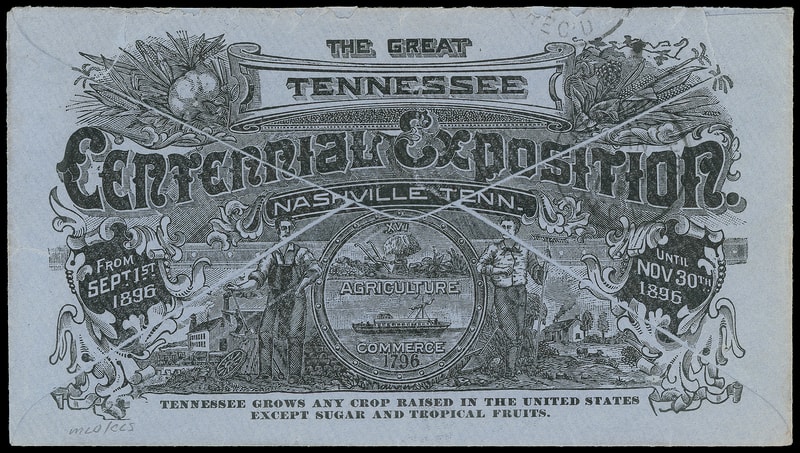 THE GREAT
TENNESSEE
CENTENNIAL EXPOSITION.
NASHVILLE TENN.
FROM
SEPT 1ST
1896
UNTIL
NOV 30TH
1896
XVI
AGRICULTURE
COMMERCE
1796
TENNESSEE GROWS ANY CROP RAISED IN THE UNITED STATES
EXCEPT SUGAR AND TROPICAL FRUITS.